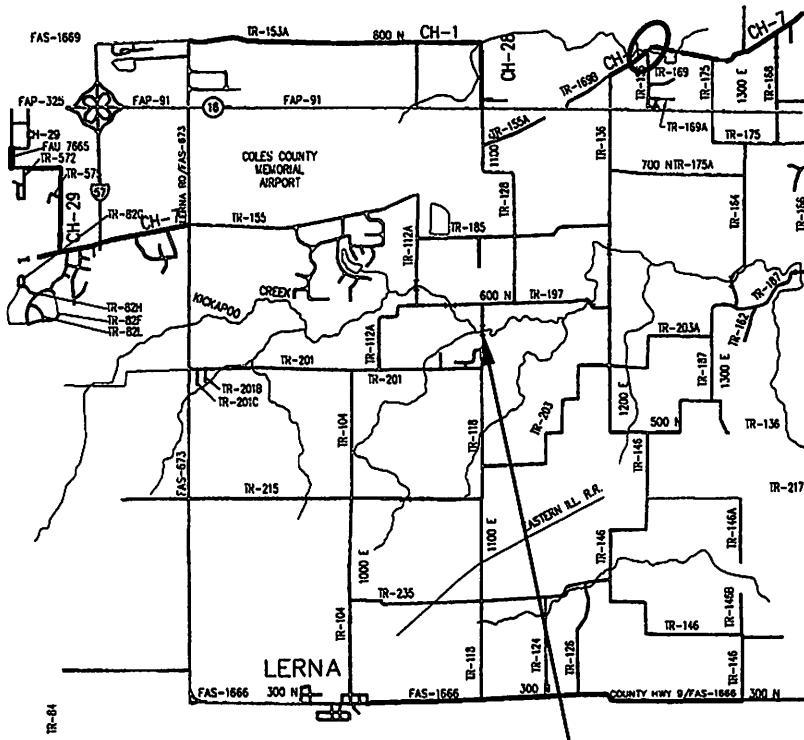 FAS-1669
TR-153A
800 N
CH-1
CH-28
CH-
CH-7
TR-169B
TR-169
TR-175
1300 E
TR-168
FAP-325
FAP-91
16
FAP-91
TR-169A
TR-155A
TR-136
TR-175
CH-29
FAU 7665
TR-572
TR-57
57
LERNA RD/FAS-673
COLES COUNTY
MEMORIAL
AIRPORT
1100
TR-128
700 N
TR-175A
TR-164
TR-166
CH-29
TR-82G
CH-
TR-155
TR-112A
TR-185
1
KICKAPOO
CREEK
600 N
TR-197
TR-187
TR-82H
TR-82F
TR-82L
TR-112A
TR-203A
TR-162
TR-187
1300 E
TR-201
TR-201
TR-201B
TR-201C
TR-104
TR-118
TR-203
1200 E
TR-146
500 N
TR-136
FAS-673
TR-215
TR-217
EASTERN ILL. R.R.
1000 E
1100 E
TR-146
TR-146A
TR-235
TR-104
TR-118
TR-124
TR-126
TR-146
TR-146B
TR-146
LERNA
FAS-1666
300 N
FAS-1666
300
COUNTY HWY 9/FAS-1666
300 N
TR-84